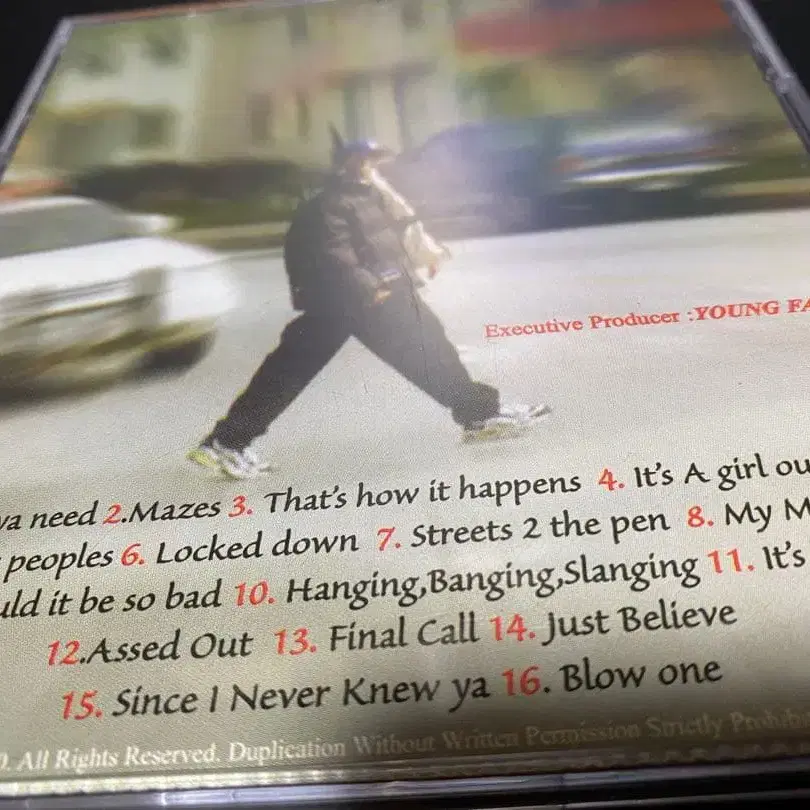 Executive Producer :YOUNG FA
ya need 2.Mazes 3. That's how it happens 4. It's A girl ou
peoples 6. Locked down 7. Streets 2 the pen 8. My M
uld it be so bad 10. Hanging,Banging,Slanging 11. It's
12.Assed Out 13. Final Call 14. Just Believe
15. Since I Never Knew ya 16. Blow one
0. All Rights Reserved. Duplication Without Written Permission Strictly Prohib